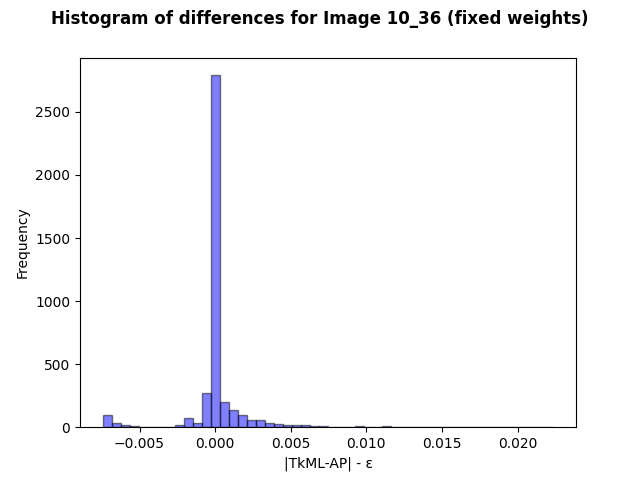 Histogram of differences for Image 10_36 (fixed weights)
2500
2000
1500
1000
500
0
Frequency
−0.005 0.000 0.005 0.010 0.015 0.020
|TkML-AP| - ε